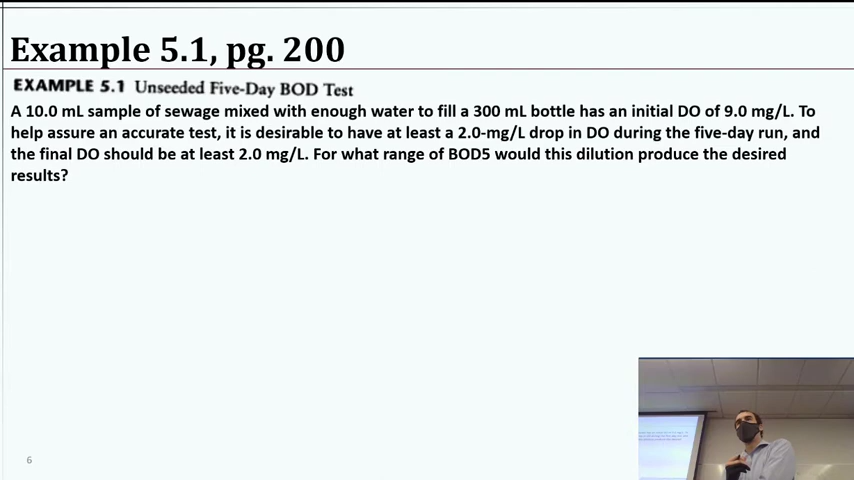 Example 5.1, pg. 200
EXAMPLE 5.1 Unseeded Five-Day BOD Test
A 10.0 mL sample of sewage mixed with enough water to fill a 300 mL bottle has an initial DO of 9.0 mg/L. To
help assure an accurate test, it is desirable to have at least a 2.0-mg/L drop in DO during the five-day run, and
the final DO should be at least 2.0 mg/L. For what range of BOD5 would this dilution produce the desired
results?
6